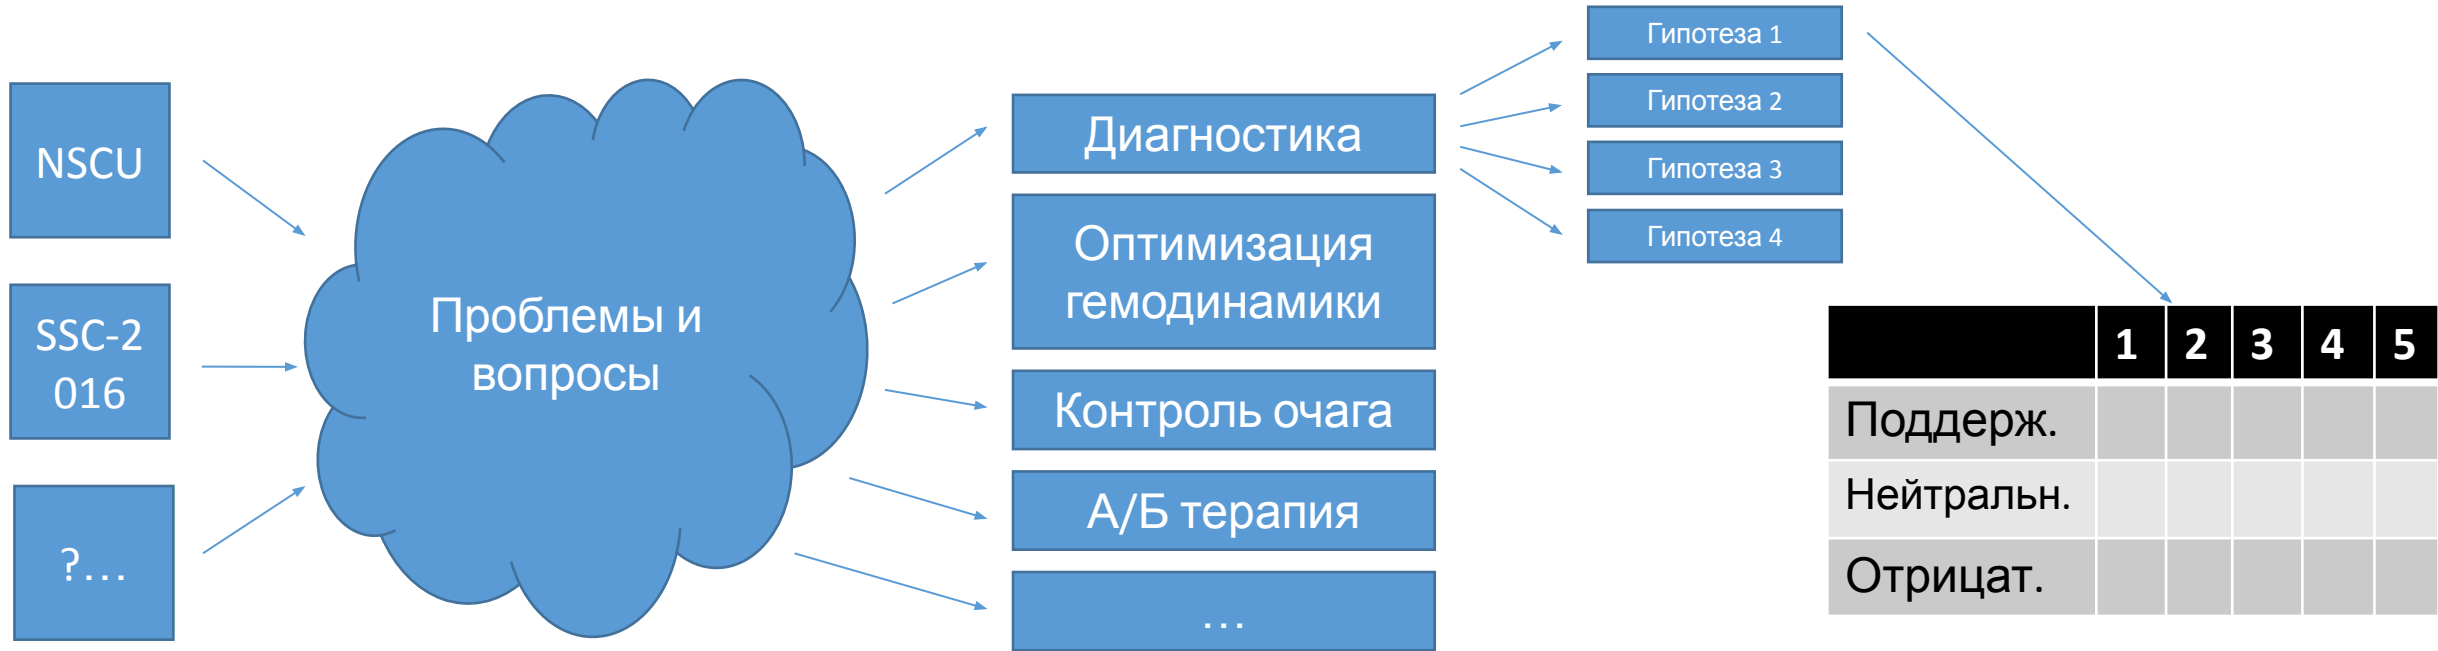 NSCU
SSC-2
016
?...
Проблемы и
вопросы
Диагностика
Оптимизация
гемодинамики
Контроль очага
А/Б терапия
...
Гипотеза 1
Гипотеза 2
Гипотеза 3
Гипотеза 4
1 2 3 4 5
Поддерж.
Нейтральн.
Отрицат.